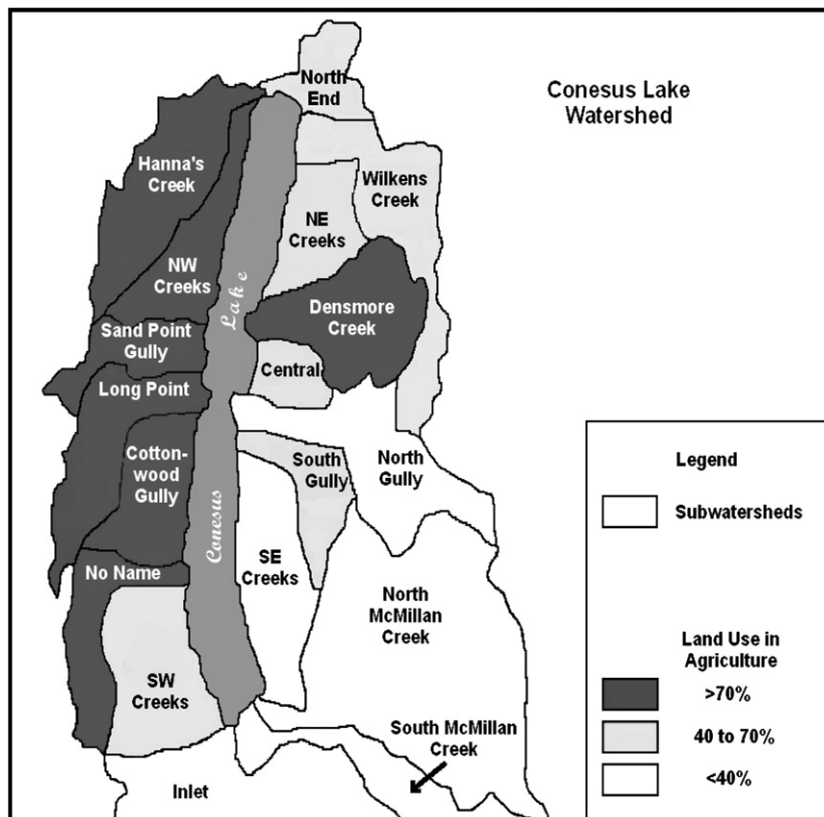 Conesus Lake
Watershed
North
End
Hanna's
Creek
Wilkens
Creek
NE
Creeks
NW
Creeks
Lake
Densmore
Creek
Sand Point
Gully
Central
Long Point
Cotton-
wood
Gully
South
Gully
North
Gully
Conesus
SE
Creeks
No Name
North
McMillan
Creek
SW
Creeks
South McMillan
Creek
Inlet
Legend
Subwatersheds
Land Use in
Agriculture
>70%
40 to 70%
<40%